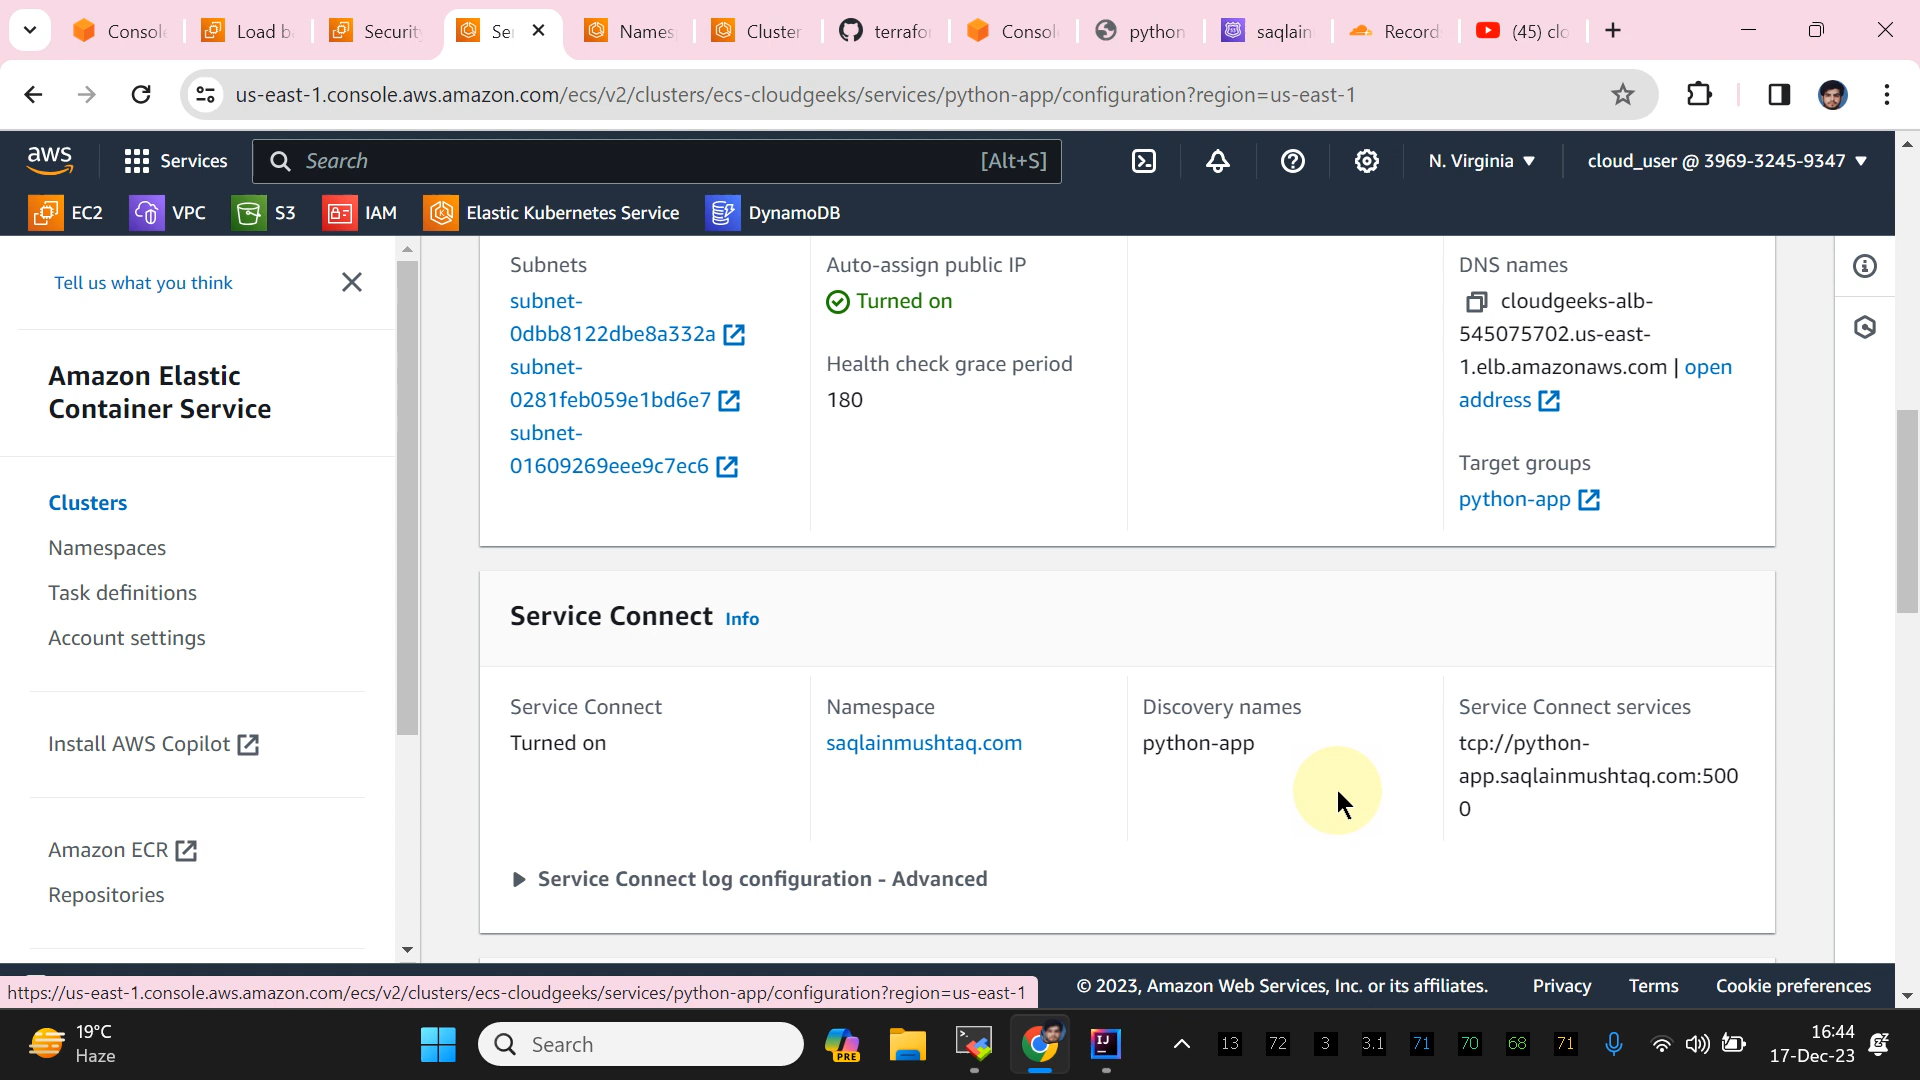 Consol
Load b
Securit
Se
Names
Cluster
terrafo
Consol
python
saqlain
Record
(45) clo
us-east-1.console.aws.amazon.com/ecs/v2/clusters/ecs-cloudgeeks/services/python-app/configuration?region=us-east-1
aws
Services
Search
[Alt+S]
N. Virginia
cloud_user @ 3969-3245-9347
EC2
VPC
S3
IAM
Elastic Kubernetes Service
DynamoDB
Tell us what you think
Amazon Elastic
Container Service
Clusters
Namespaces
Task definitions
Account settings
Install AWS Copilot
Amazon ECR
Repositories
Subnets
subnet-
0dbb8122dbe8a332a
subnet-
0281feb059e1bd6e7
subnet-
01609269eee9c7ec6
Auto-assign public IP
Turned on
Health check grace period
180
DNS names
cloudgeeks-alb-
545075702.us-east-
1.elb.amazonaws.com | open
address
Target groups
python-app
Service Connect Info
Service Connect
Turned on
Namespace
saqlainmushtaq.com
Discovery names
python-app
Service Connect services
tcp://python-
app.saqlainmushtaq.com:500
0
Service Connect log configuration - Advanced
https://us-east-1.console.aws.amazon.com/ecs/v2/clusters/ecs-cloudgeeks/services/python-app/configuration?region=us-east-1
© 2023, Amazon Web Services, Inc. or its affiliates.
Privacy
Terms
Cookie preferences
19°C
Haze
Search
PRE
IJ
13
72
3
3.1
71
70
68
71
16:44
17-Dec-23